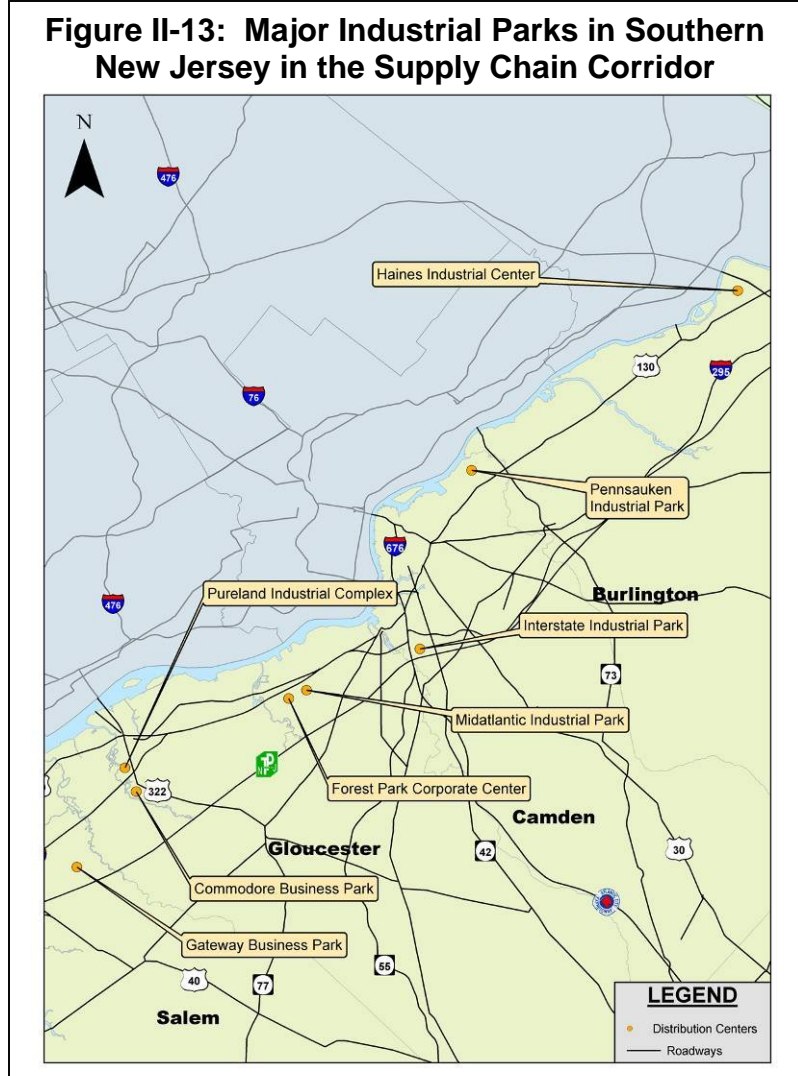 Figure II-13: Major Industrial Parks in Southern
New Jersey in the Supply Chain Corridor
N
476
Haines Industrial Center
130
295
76
Pennsauken
Industrial Park
676
Pureland Industrial Complex
476
Burlington
Interstate Industrial Park
73
Midatlantic Industrial Park
322
Forest Park Corporate Center
Camden
Gloucester
42
30
Commodore Business Park
Gateway Business Park
55
40
77
Salem
LEGEND
Distribution Centers
Roadways